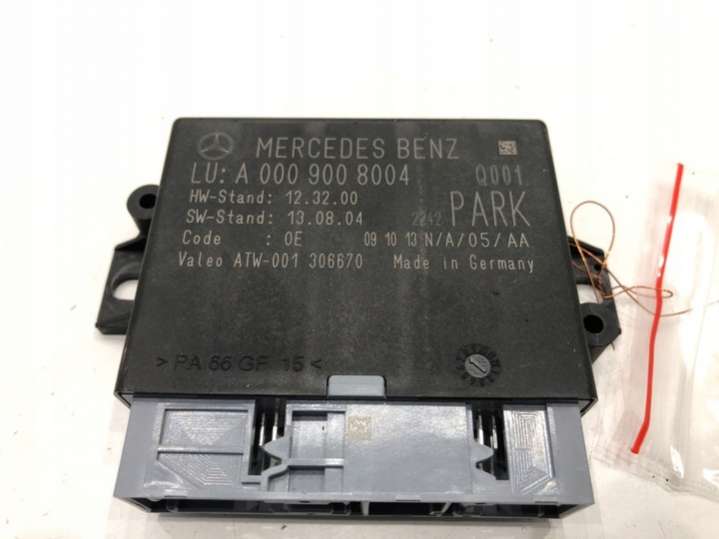 MERCEDES BENZ
LU: A 000 900 8004 Q001
HW-Stand: 12.32.00
SW-Stand: 13.08.04 2242 PARK
Code : 0E 09 10 13 N/A/05/AA
Valeo ATW-001 306670 Made in Germany
>PA 66 GF 15<